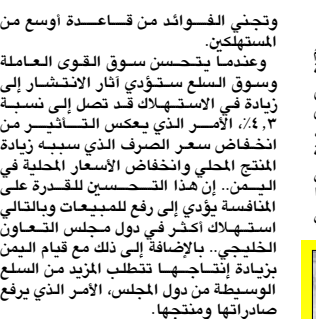 وتجني الفوائد من قاعدة أوسع من
المستهلكين.
وعندما يتحسن سوق القوى العاملة
وسوق السلع ستؤدي آثار الانتشار إلى
زيادة في الاستهلاك قد تصل إلى نسبة
٣,٤٪، الأمر الذي يعكس التأثير من
انخفاض سعر الصرف الذي سببه زيادة
المنتج المحلي وانخفاض الأسعار المحلية في
اليمن.. إن هذا التحسين للقدرة على
المنافسة يؤدي إلى رفع للمبيعات وبالتالي
استهلاك أكثر في دول مجلس التعاون
الخليجي.. بالإضافة إلى ذلك مع قيام اليمن
بزيادة إنتاجها تتطلب المزيد من السلع
الوسيطة من دول المجلس، الأمر الذي يرفع
صادراتها ومنتجها.